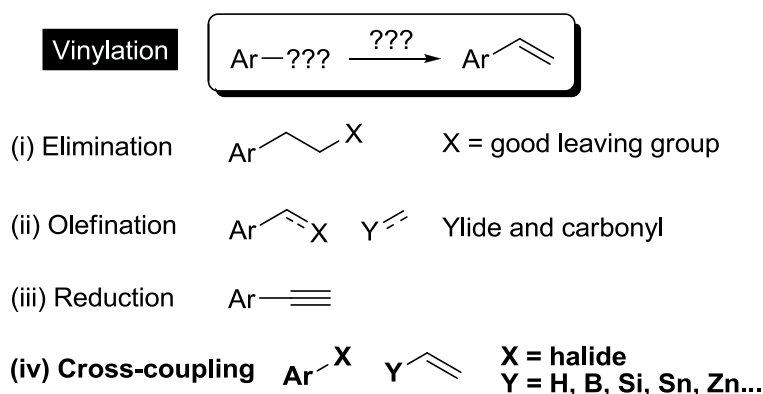 Vinylation Ar ??? ??? Ar
(i) Elimination Ar X X = good leaving group
(ii) Olefination Ar X Y Ylide and carbonyl
(iii) Reduction Ar
(iv) Cross-coupling Ar X Y X = halide
Y = H, B, Si, Sn, Zn...